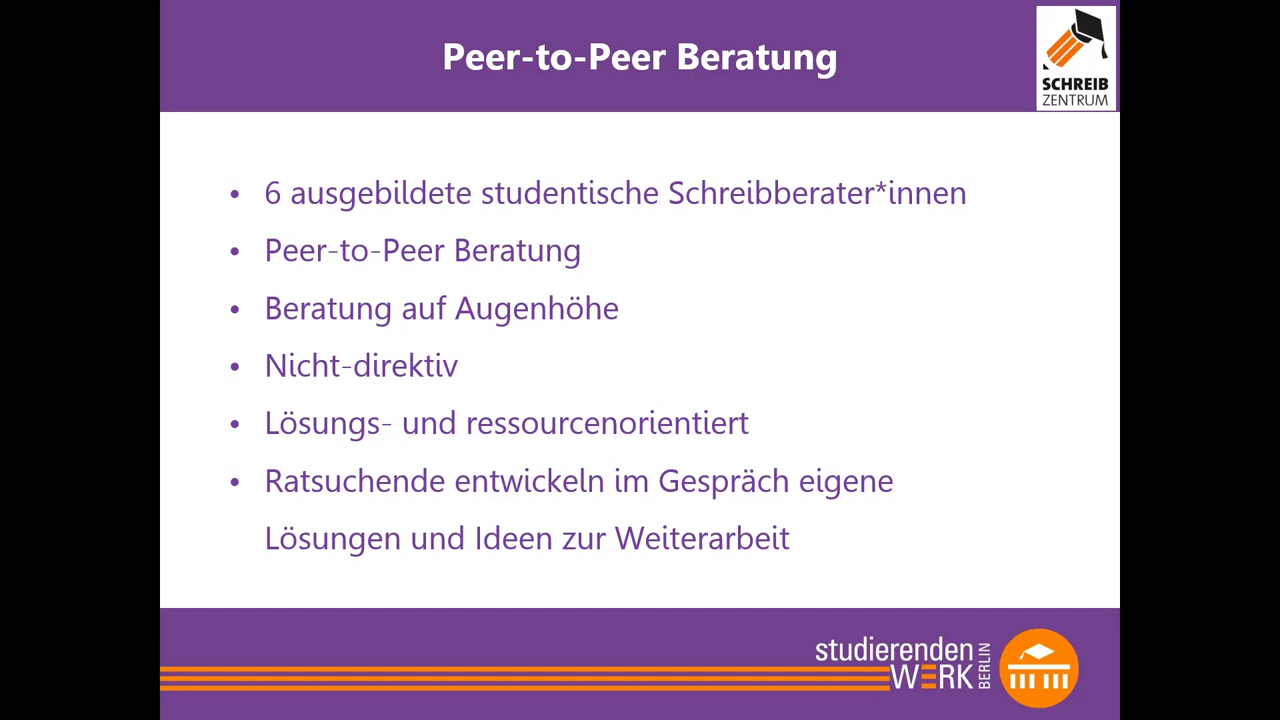 Peer-to-Peer Beratung
SCHREIB
ZENTRUM
• 6 ausgebildete studentische Schreibberater*innen
• Peer-to-Peer Beratung
• Beratung auf Augenhöhe
• Nicht-direktiv
• Lösungs- und ressourcenorientiert
• Ratsuchende entwickeln im Gespräch eigene
Lösungen und Ideen zur Weiterarbeit
studierenden
WERK
BERLIN